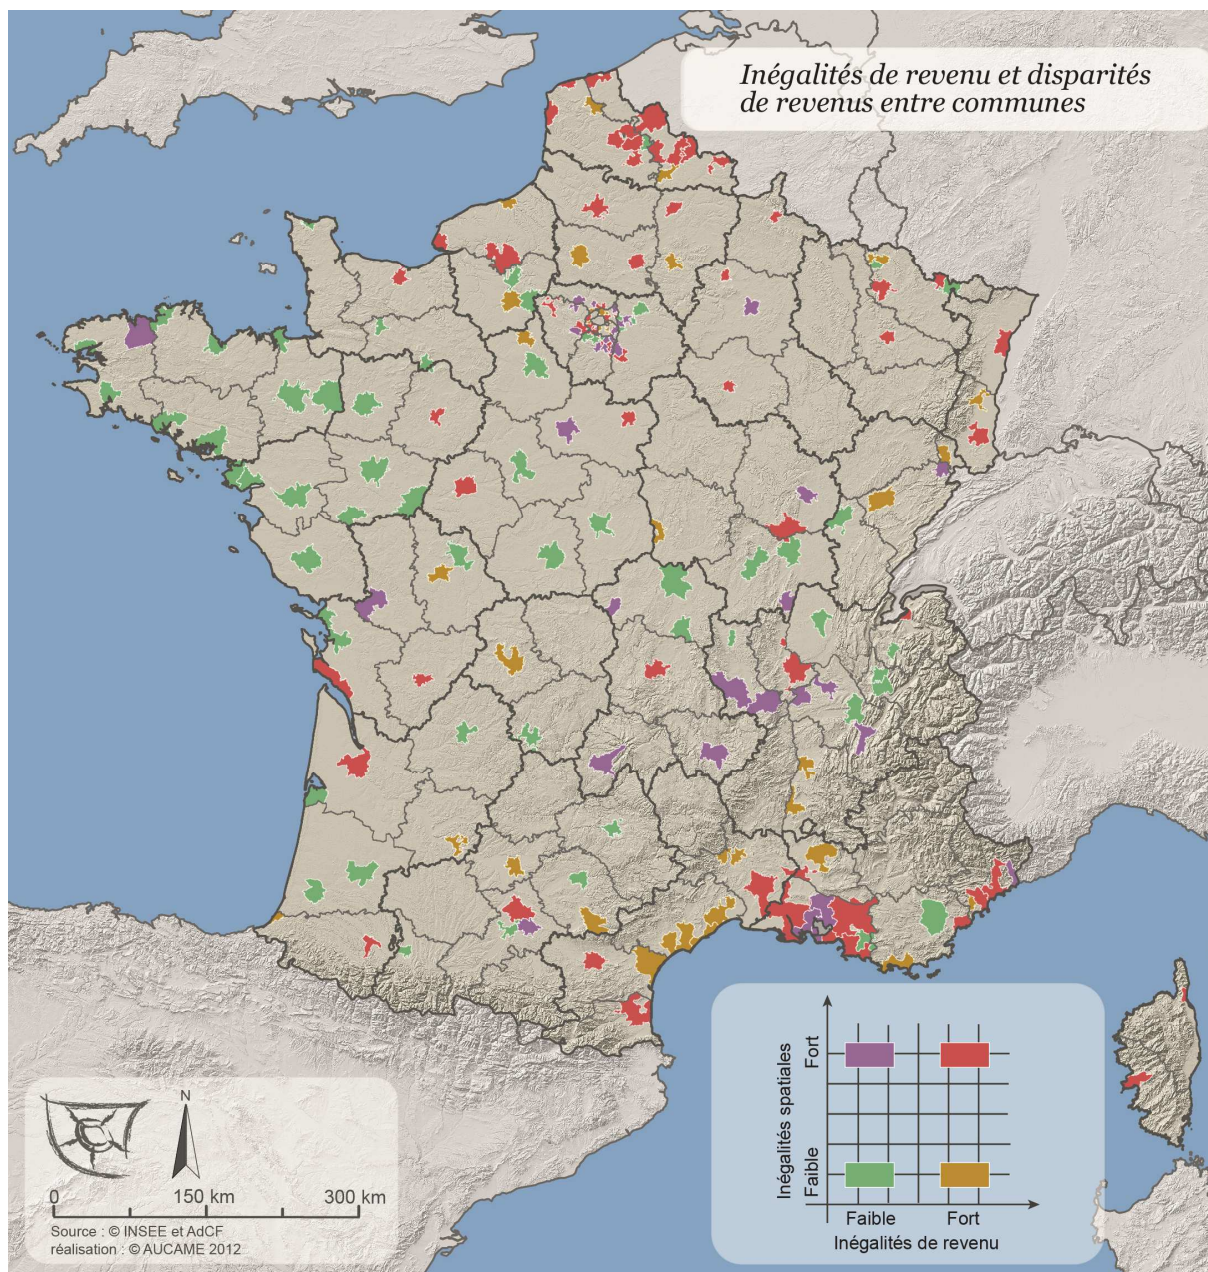 Inégalités de revenu et disparités
de revenus entre communes
Inégalités spatiales
Fort
Faible
Faible
Fort
Inégalités de revenu
N
0
150 km
300 km
Source : © INSEE et AdCF
réalisation : © AUCAME 2012